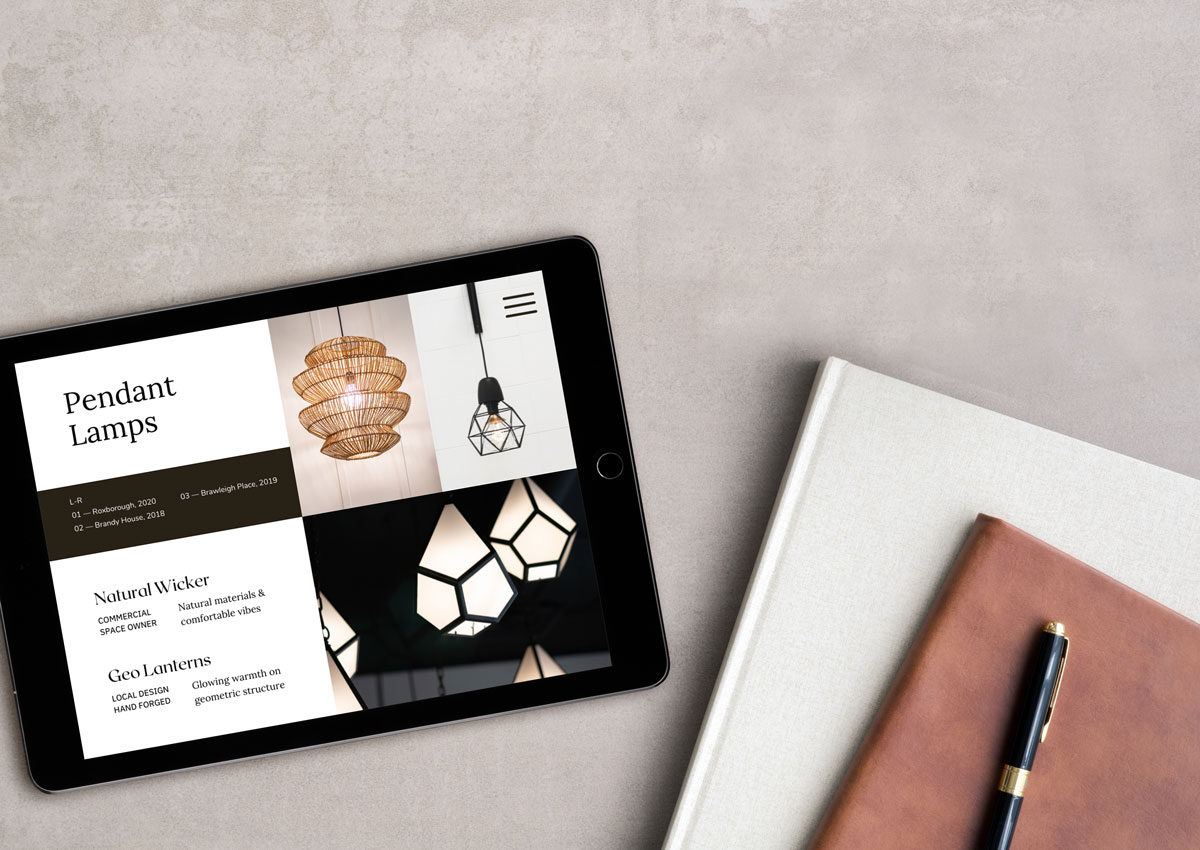 Pendant
Lamps
L-R
01 — Roxborough, 2020
02 — Brandy House, 2018
03 — Brawleigh Place, 2019
Natural Wicker
COMMERCIAL
SPACE OWNER
Natural materials &
comfortable vibes
Geo Lanterns
LOCAL DESIGN
HAND FORGED
Glowing warmth on
geometric structure